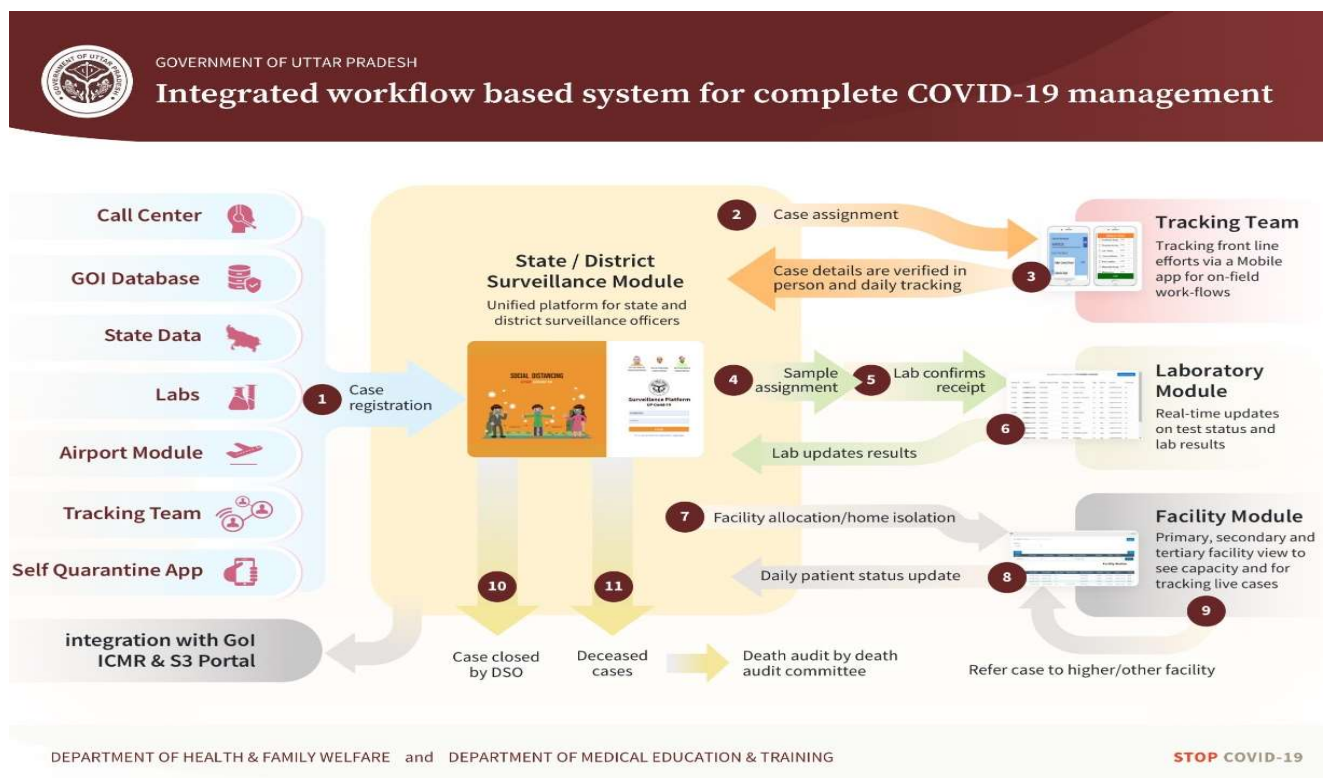 GOVERNMENT OF UTTAR PRADESH
GOVERNMENT OF UTTAR PRADESH
Integrated workflow based system for complete COVID-19 management
Call Center
GOI Database
State Data
Labs
Airport Module
Tracking Team
Self Quarantine App
integration with GoI
ICMR & S3 Portal
1
Case
registration
State / District
Surveillance Module
Unified platform for state and
district surveillance officers
SOCIAL DISTANCING
Surveillance Platform
2
Case assignment
Case details are verified in
person and daily tracking
3
Tracking Team
Tracking front line
efforts via a Mobile
app for on-field
work-flows
4
Sample
assignment
5
Lab confirms
receipt
6
Lab updates results
Laboratory
Module
Real-time updates
on test status and
lab results
7
Facility allocation/home isolation
Daily patient status update
8
Facility Module
Primary, secondary and
tertiary facility view to
see capacity and for
tracking live cases
9
Refer case to higher/other facility
10
Case closed
by DSO
11
Deceased
cases
Death audit by death
audit committee
DEPARTMENT OF HEALTH & FAMILY WELFARE and DEPARTMENT OF MEDICAL EDUCATION & TRAINING
STOP COVID-19